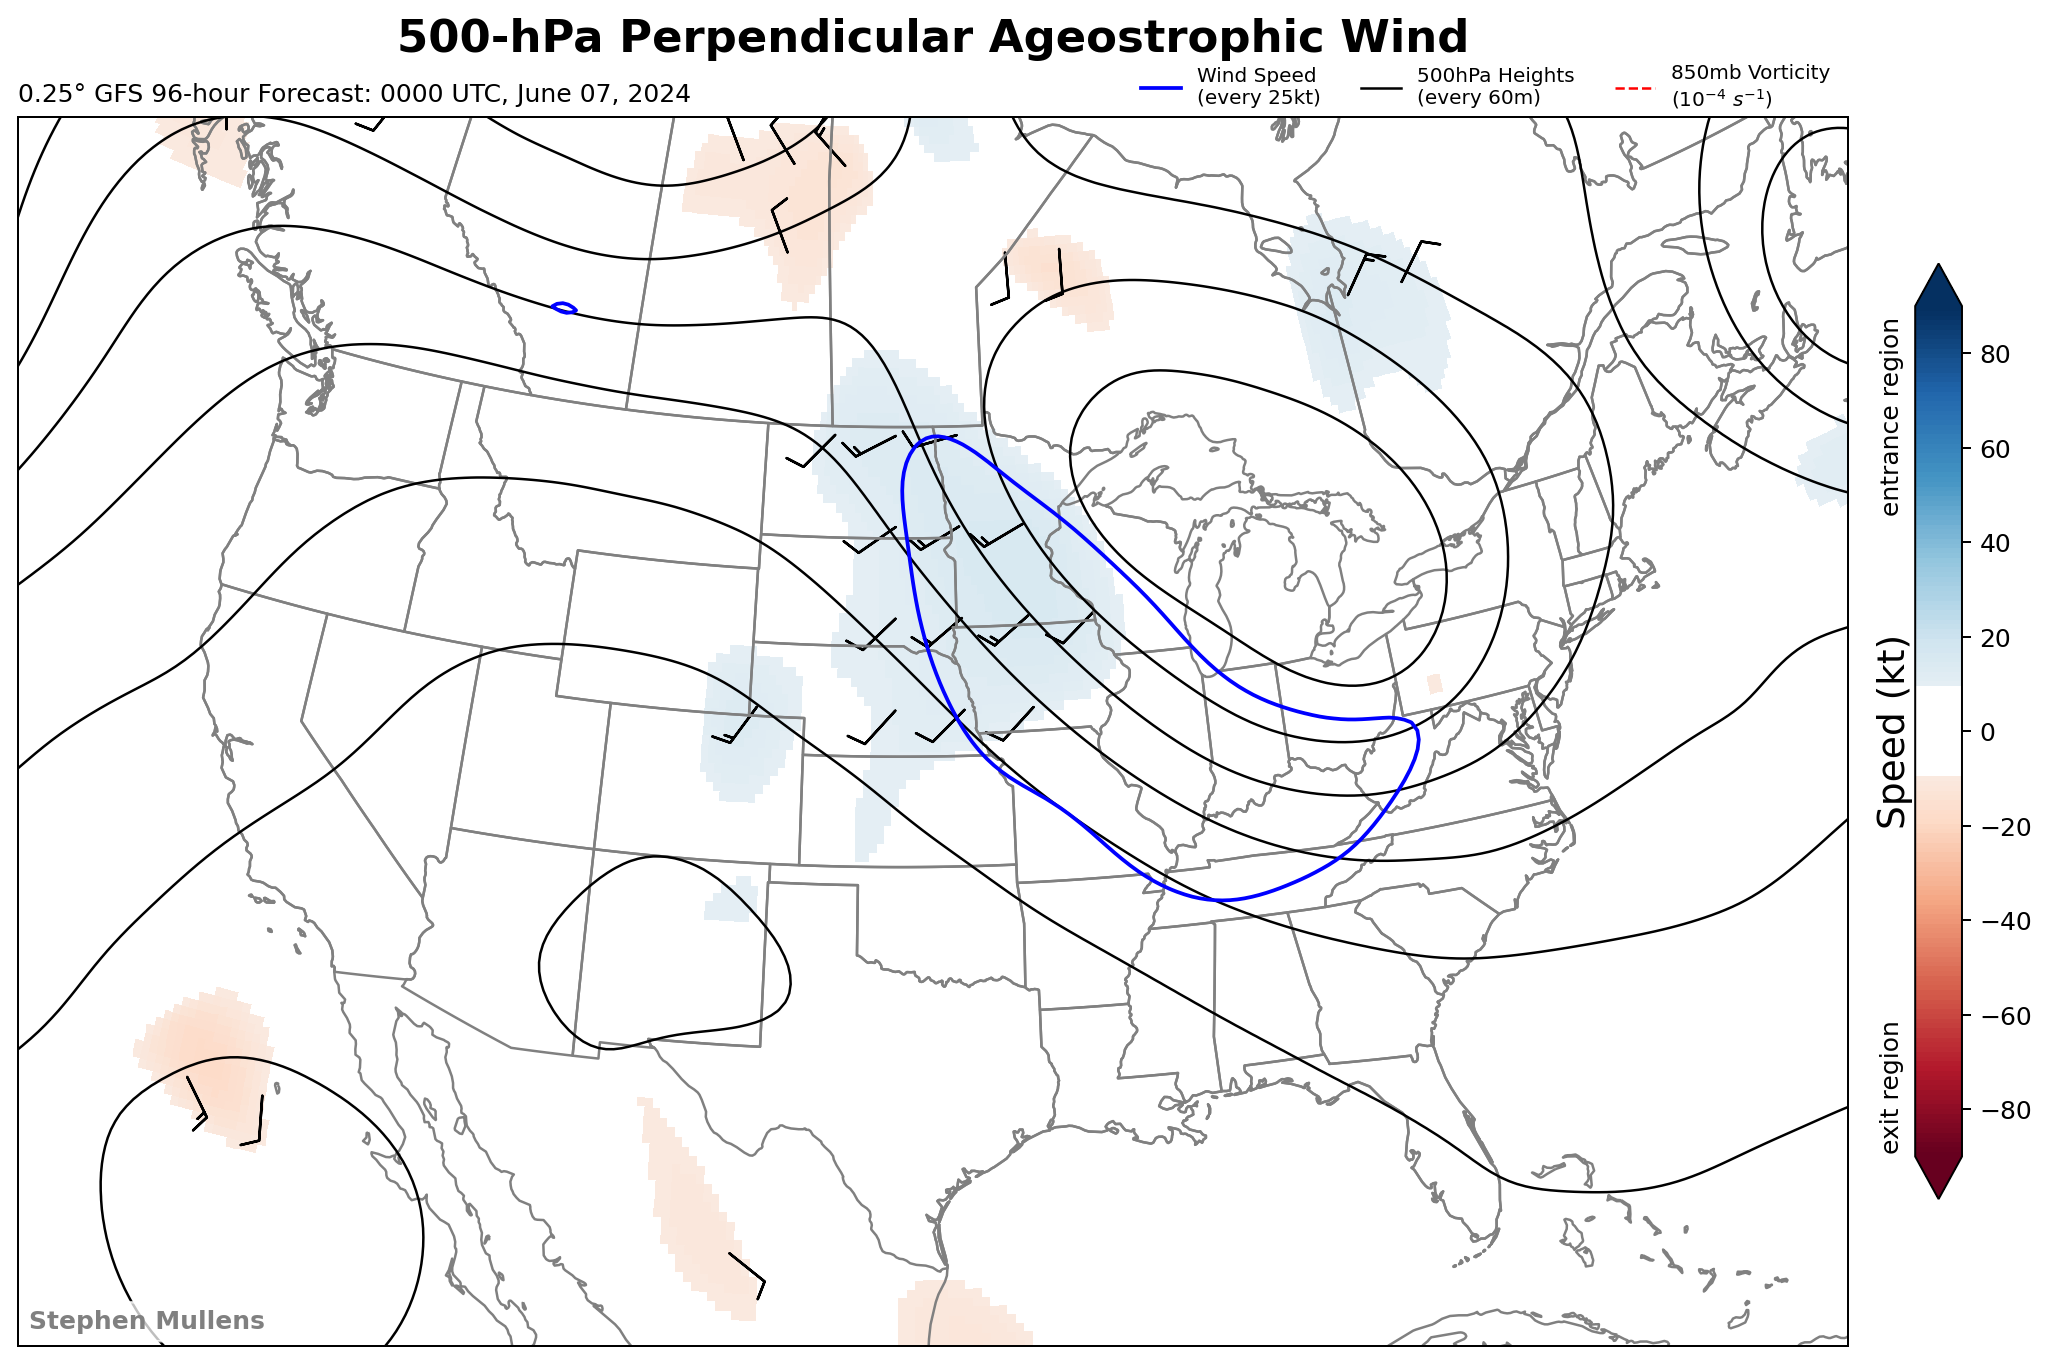 500-hPa Perpendicular Ageostrophic Wind
0.25° GFS 96-hour Forecast: 0000 UTC, June 07, 2024
Wind Speed
(every 25kt)
500hPa Heights
(every 60m)
850mb Vorticity
(10⁻⁴ s⁻¹)
entrance region
Speed (kt)
exit region
80
60
40
20
0
−20
−40
−60
−80
Stephen Mullens